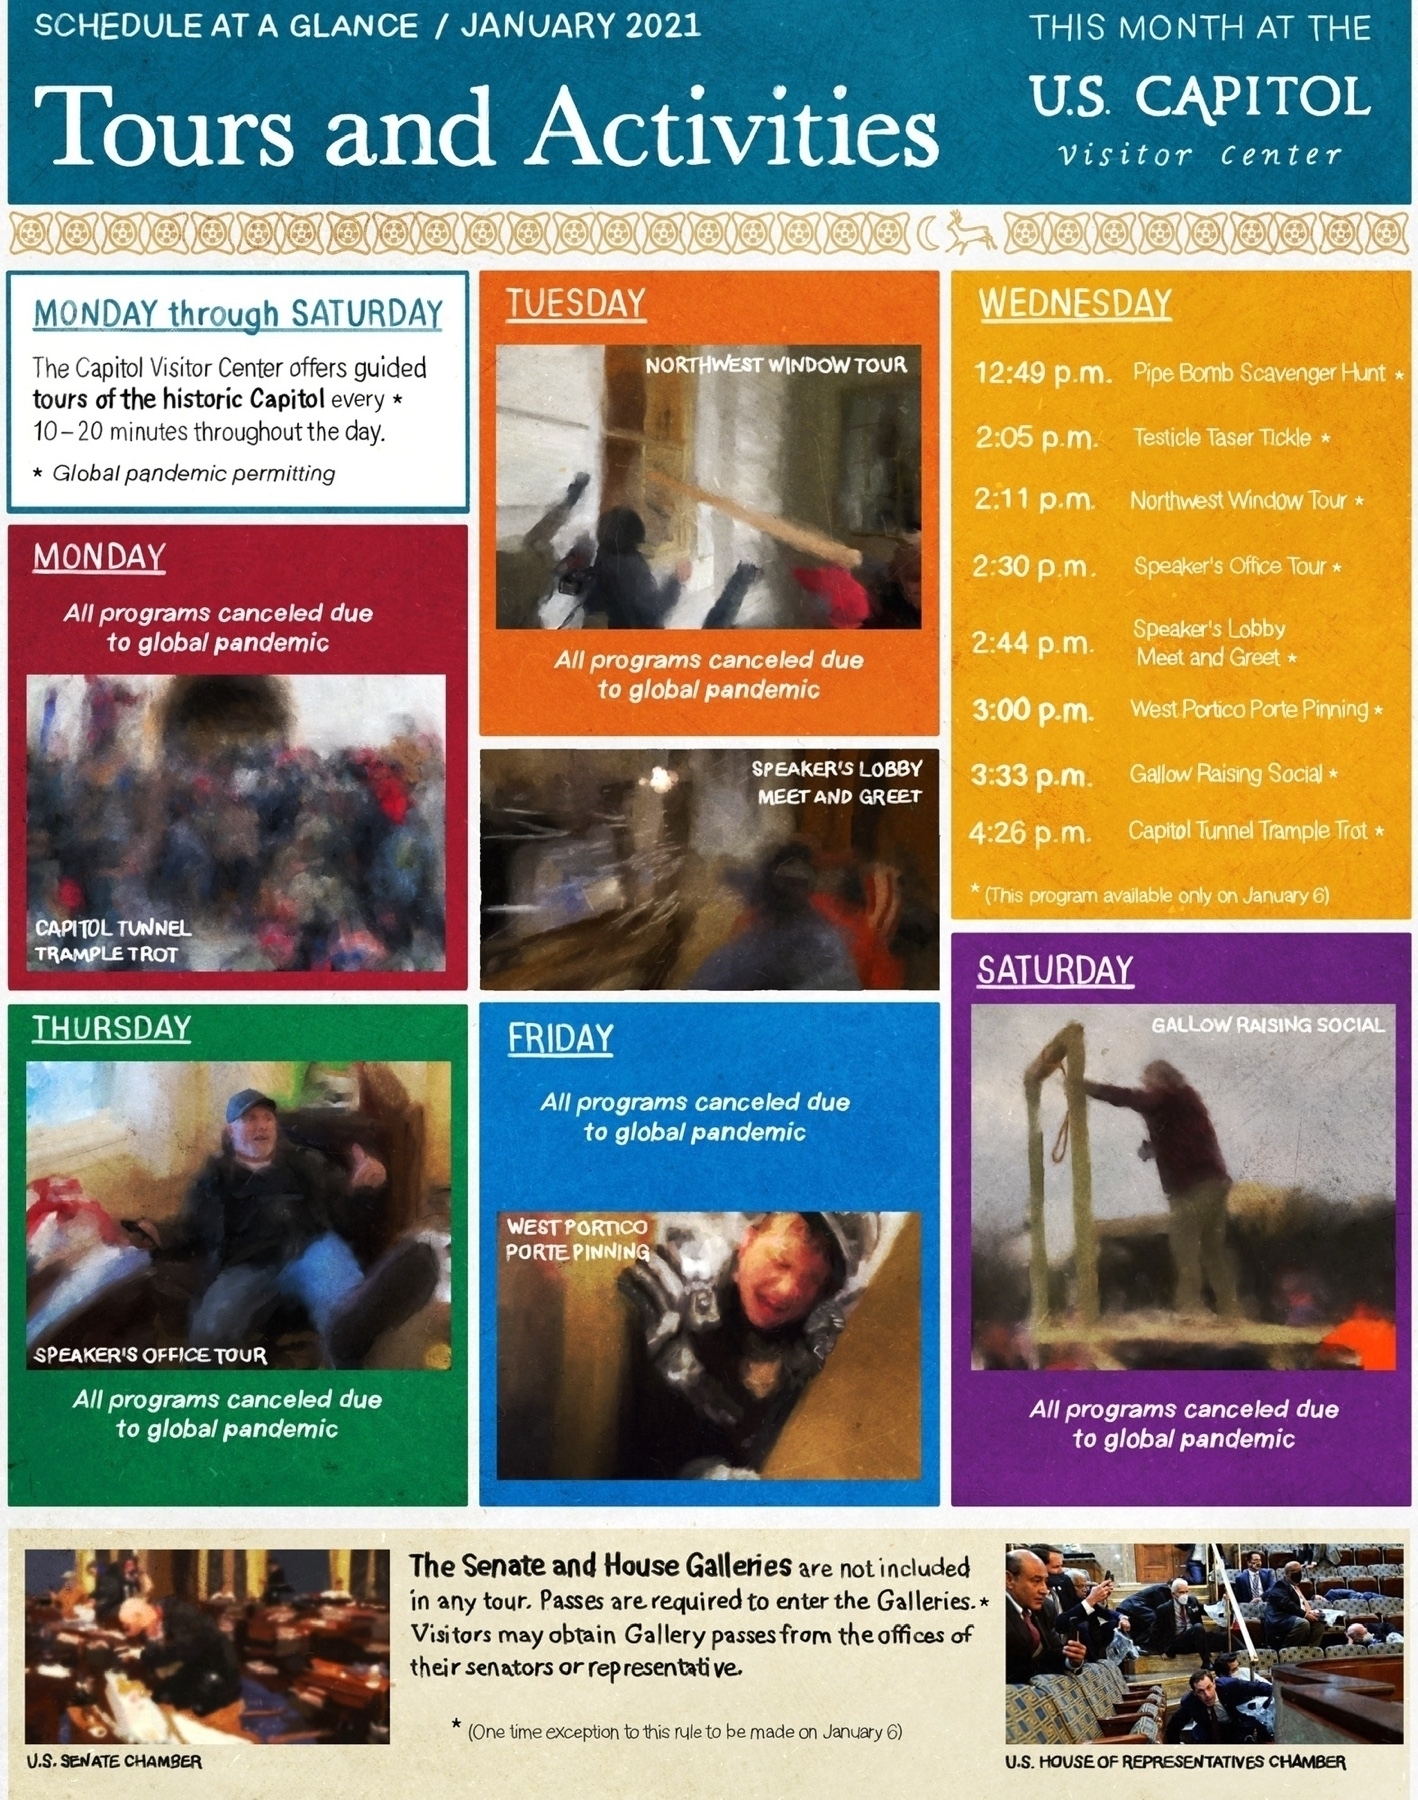 SCHEDULE AT A GLANCE / JANUARY 2021
Tours and Activities
THIS MONTH AT THE
U.S. CAPITOL
visitor center
MONDAY through SATURDAY
The Capitol Visitor Center offers guided
tours of the historic Capitol every *
10–20 minutes throughout the day.
* Global pandemic permitting
MONDAY
All programs canceled due
to global pandemic
CAPITOL TUNNEL
TRAMPLE TROT
TUESDAY
NORTHWEST WINDOW TOUR
All programs canceled due
to global pandemic
SPEAKER'S LOBBY
MEET AND GREET
WEDNESDAY
12:49 p.m. Pipe Bomb Scavenger Hunt *
2:05 p.m. Testicle Taser Tickle *
2:11 p.m. Northwest Window Tour *
2:30 p.m. Speaker's Office Tour *
2:44 p.m. Speaker's Lobby
Meet and Greet *
3:00 p.m. West Portico Porte Pinning *
3:33 p.m. Gallow Raising Social *
4:26 p.m. Capitol Tunnel Trample Trot *
* (This program available only on January 6)
THURSDAY
SPEAKER'S OFFICE TOUR
All programs canceled due
to global pandemic
FRIDAY
All programs canceled due
to global pandemic
WEST PORTICO
PORTE PINNING
SATURDAY
GALLOW RAISING SOCIAL
All programs canceled due
to global pandemic
The Senate and House Galleries are not included
in any tour. Passes are required to enter the Galleries.*
Visitors may obtain Gallery passes from the offices of
their senators or representative.
* (One time exception to this rule to be made on January 6)
U.S. SENATE CHAMBER
U.S. HOUSE OF REPRESENTATIVES CHAMBER